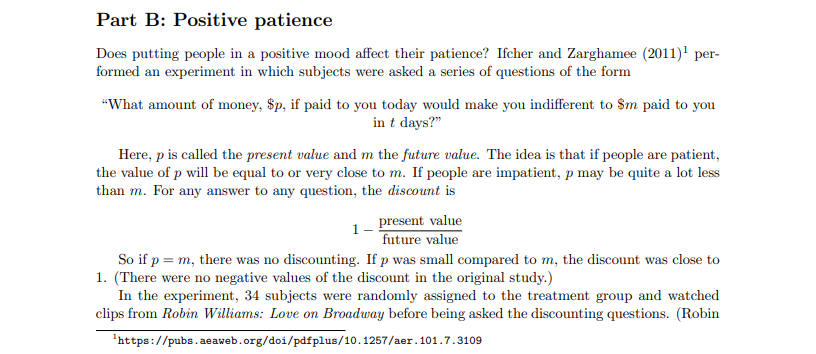 Part B: Positive patience
Does putting people in a positive mood affect their patience? Ifcher and Zarghamee (2011)¹ per-
formed an experiment in which subjects were asked a series of questions of the form
“What amount of money, $p, if paid to you today would make you indifferent to $m paid to you
in t days?”
Here, p is called the present value and m the future value. The idea is that if people are patient,
the value of p will be equal to or very close to m. If people are impatient, p may be quite a lot less
than m. For any answer to any question, the discount is
1 − present value / future value
So if p = m, there was no discounting. If p was small compared to m, the discount was close to
1. (There were no negative values of the discount in the original study.)
In the experiment, 34 subjects were randomly assigned to the treatment group and watched
clips from Robin Williams: Love on Broadway before being asked the discounting questions. (Robin
¹https://pubs.aeaweb.org/doi/pdfplus/10.1257/aer.101.7.3109